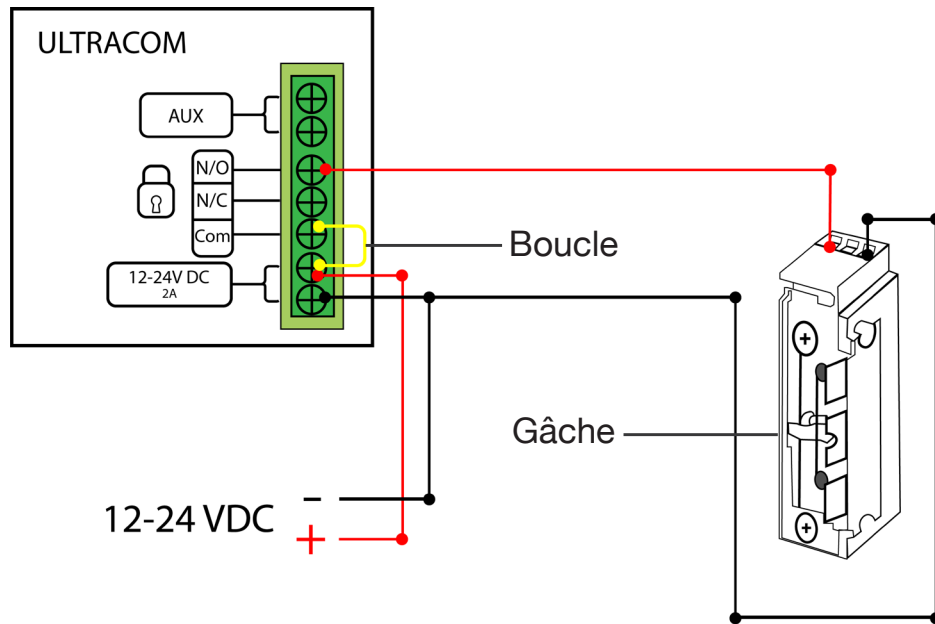 ULTRACOM
AUX
N/O
N/C
Com
Boucle
12-24V DC
2A
Gâche
-
12-24 VDC
+